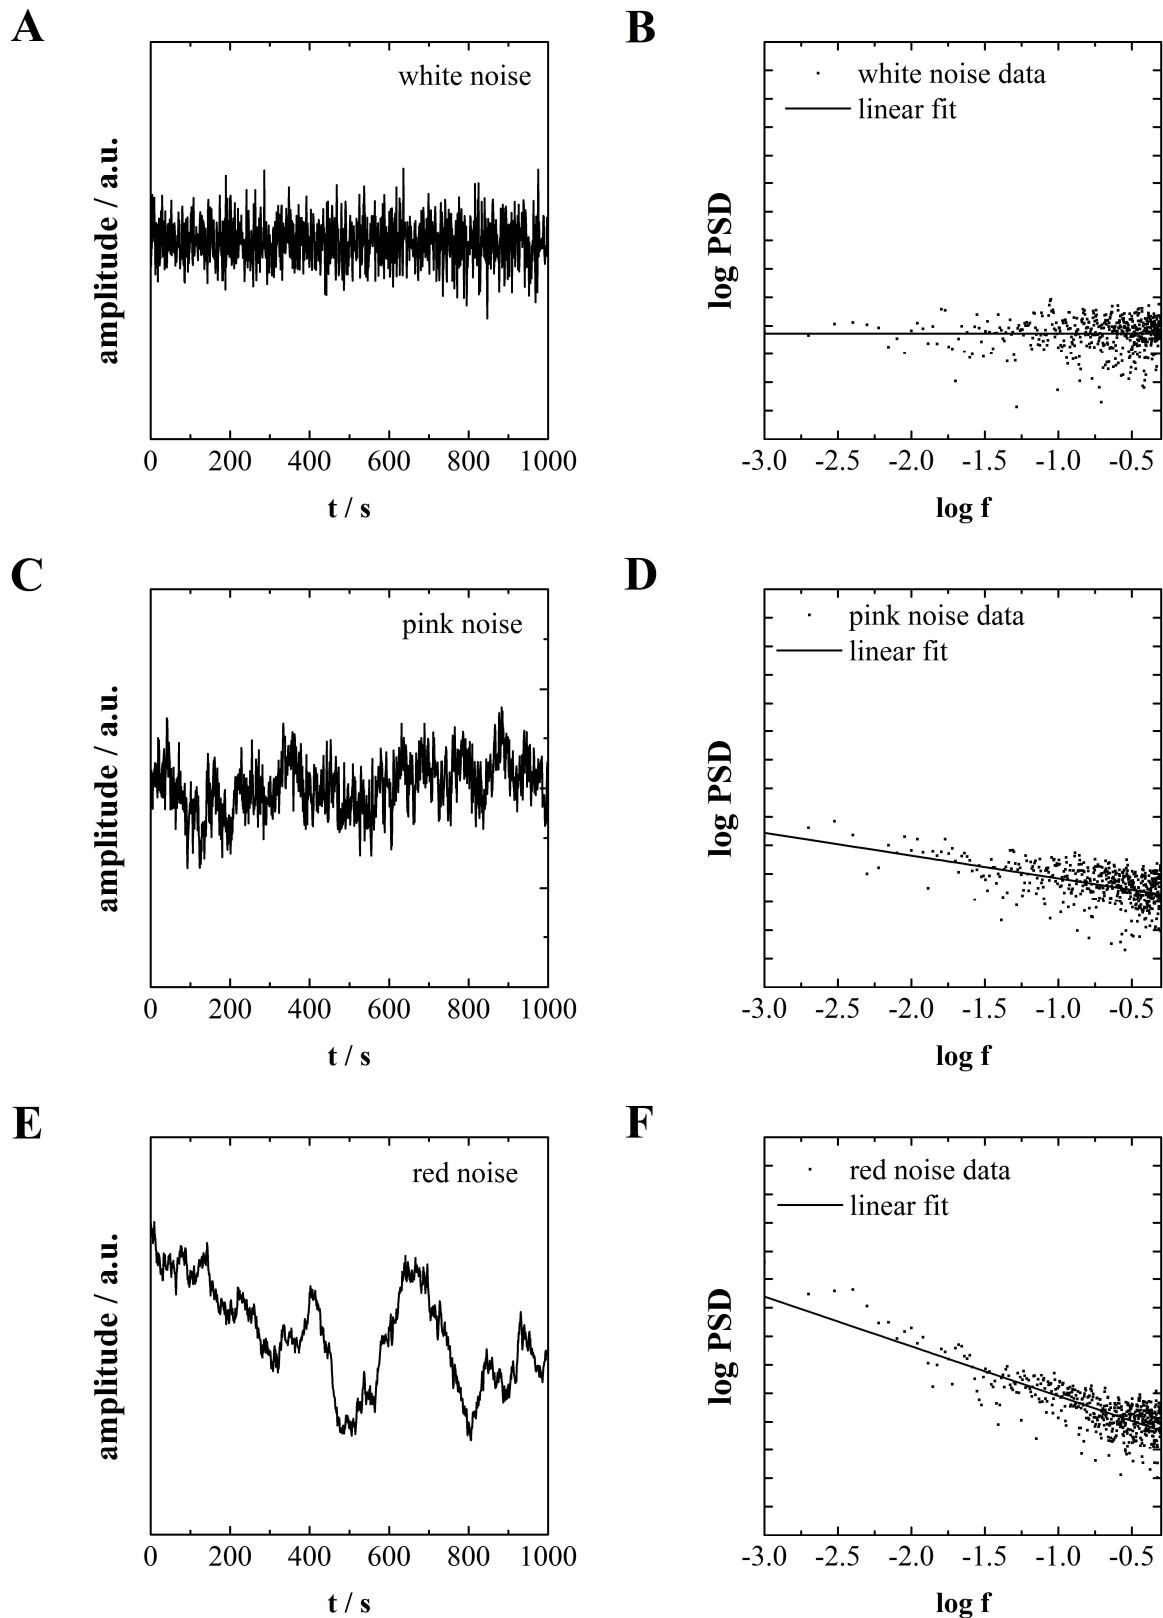 A
white noise
amplitude / a.u.
0 200 400 600 800 1000
t / s
B
white noise data
linear fit
log PSD
-3.0 -2.5 -2.0 -1.5 -1.0 -0.5
log f
C
pink noise
amplitude / a.u.
0 200 400 600 800 1000
t / s
D
pink noise data
linear fit
log PSD
-3.0 -2.5 -2.0 -1.5 -1.0 -0.5
log f
E
red noise
amplitude / a.u.
0 200 400 600 800 1000
t / s
F
red noise data
linear fit
log PSD
-3.0 -2.5 -2.0 -1.5 -1.0 -0.5
log f